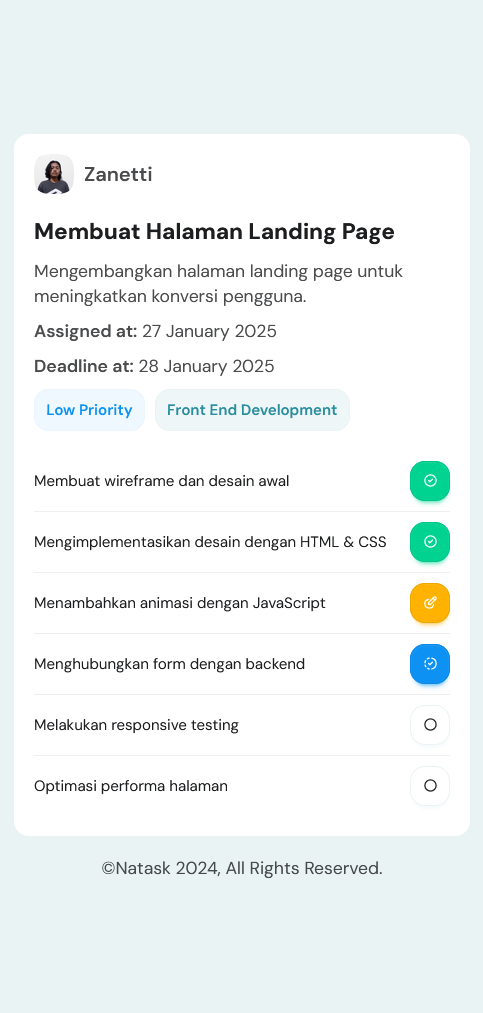 Zanetti
Membuat Halaman Landing Page
Mengembangkan halaman landing page untuk
meningkatkan konversi pengguna.
Assigned at: 27 January 2025
Deadline at: 28 January 2025
Low Priority
Front End Development
Membuat wireframe dan desain awal
Mengimplementasikan desain dengan HTML & CSS
Menambahkan animasi dengan JavaScript
Menghubungkan form dengan backend
Melakukan responsive testing
Optimasi performa halaman
©Natask 2024, All Rights Reserved.